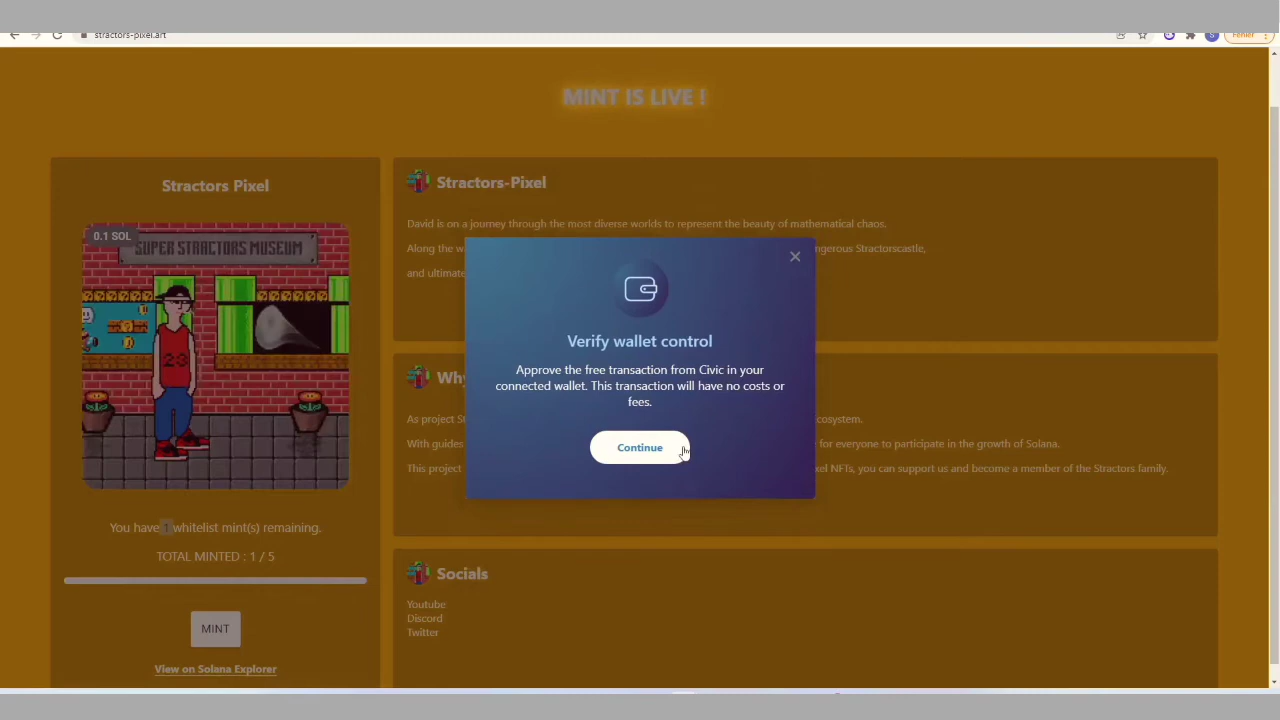 stractors-pixel.art
S
Fehler
MINT IS LIVE !
Stractors Pixel
0.1 SOL
SUPER STRACTORS MUSEUM
23
You have 1 whitelist mint(s) remaining.
TOTAL MINTED : 1 / 5
MINT
View on Solana Explorer
Stractors-Pixel
David is on a journey through the most diverse worlds to represent the beauty of mathematical chaos.
Along the w
ngerous Stractorscastle,
and ultimate
Verify wallet control
Approve the free transaction from Civic in your
connected wallet. This transaction will have no costs or
fees.
Continue
Why
As project S
cosystem.
With guides
for everyone to participate in the growth of Solana.
This project
xel NFTs, you can support us and become a member of the Stractors family.
Socials
Youtube
Discord
Twitter